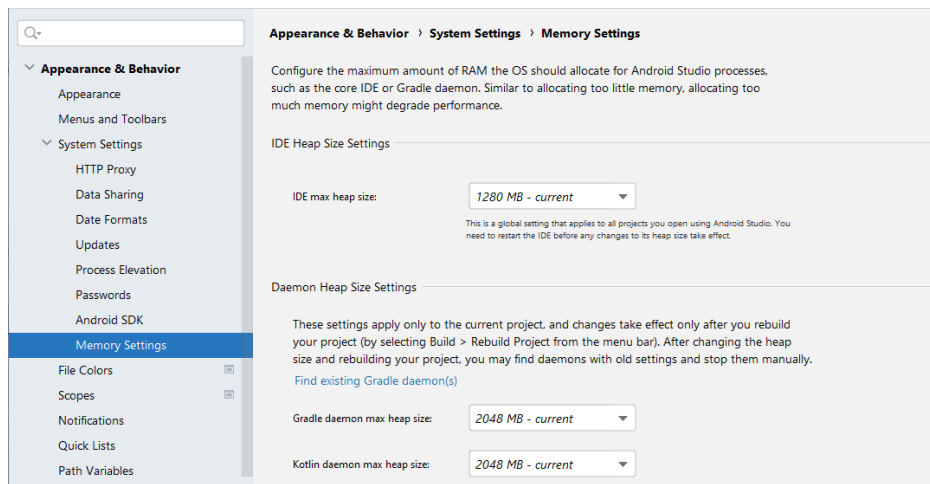 Appearance & Behavior
Appearance
Menus and Toolbars
System Settings
HTTP Proxy
Data Sharing
Date Formats
Updates
Process Elevation
Passwords
Android SDK
Memory Settings
File Colors
Scopes
Notifications
Quick Lists
Path Variables
Appearance & Behavior › System Settings › Memory Settings
Configure the maximum amount of RAM the OS should allocate for Android Studio processes,
such as the core IDE or Gradle daemon. Similar to allocating too little memory, allocating too
much memory might degrade performance.
IDE Heap Size Settings
IDE max heap size: 1280 MB - current
This is a global setting that applies to all projects you open using Android Studio. You
need to restart the IDE before any changes to its heap size take effect.
Daemon Heap Size Settings
These settings apply only to the current project, and changes take effect only after you rebuild
your project (by selecting Build > Rebuild Project from the menu bar). After changing the heap
size and rebuilding your project, you may find daemons with old settings and stop them manually.
Find existing Gradle daemon(s)
Gradle daemon max heap size: 2048 MB - current
Kotlin daemon max heap size: 2048 MB - current